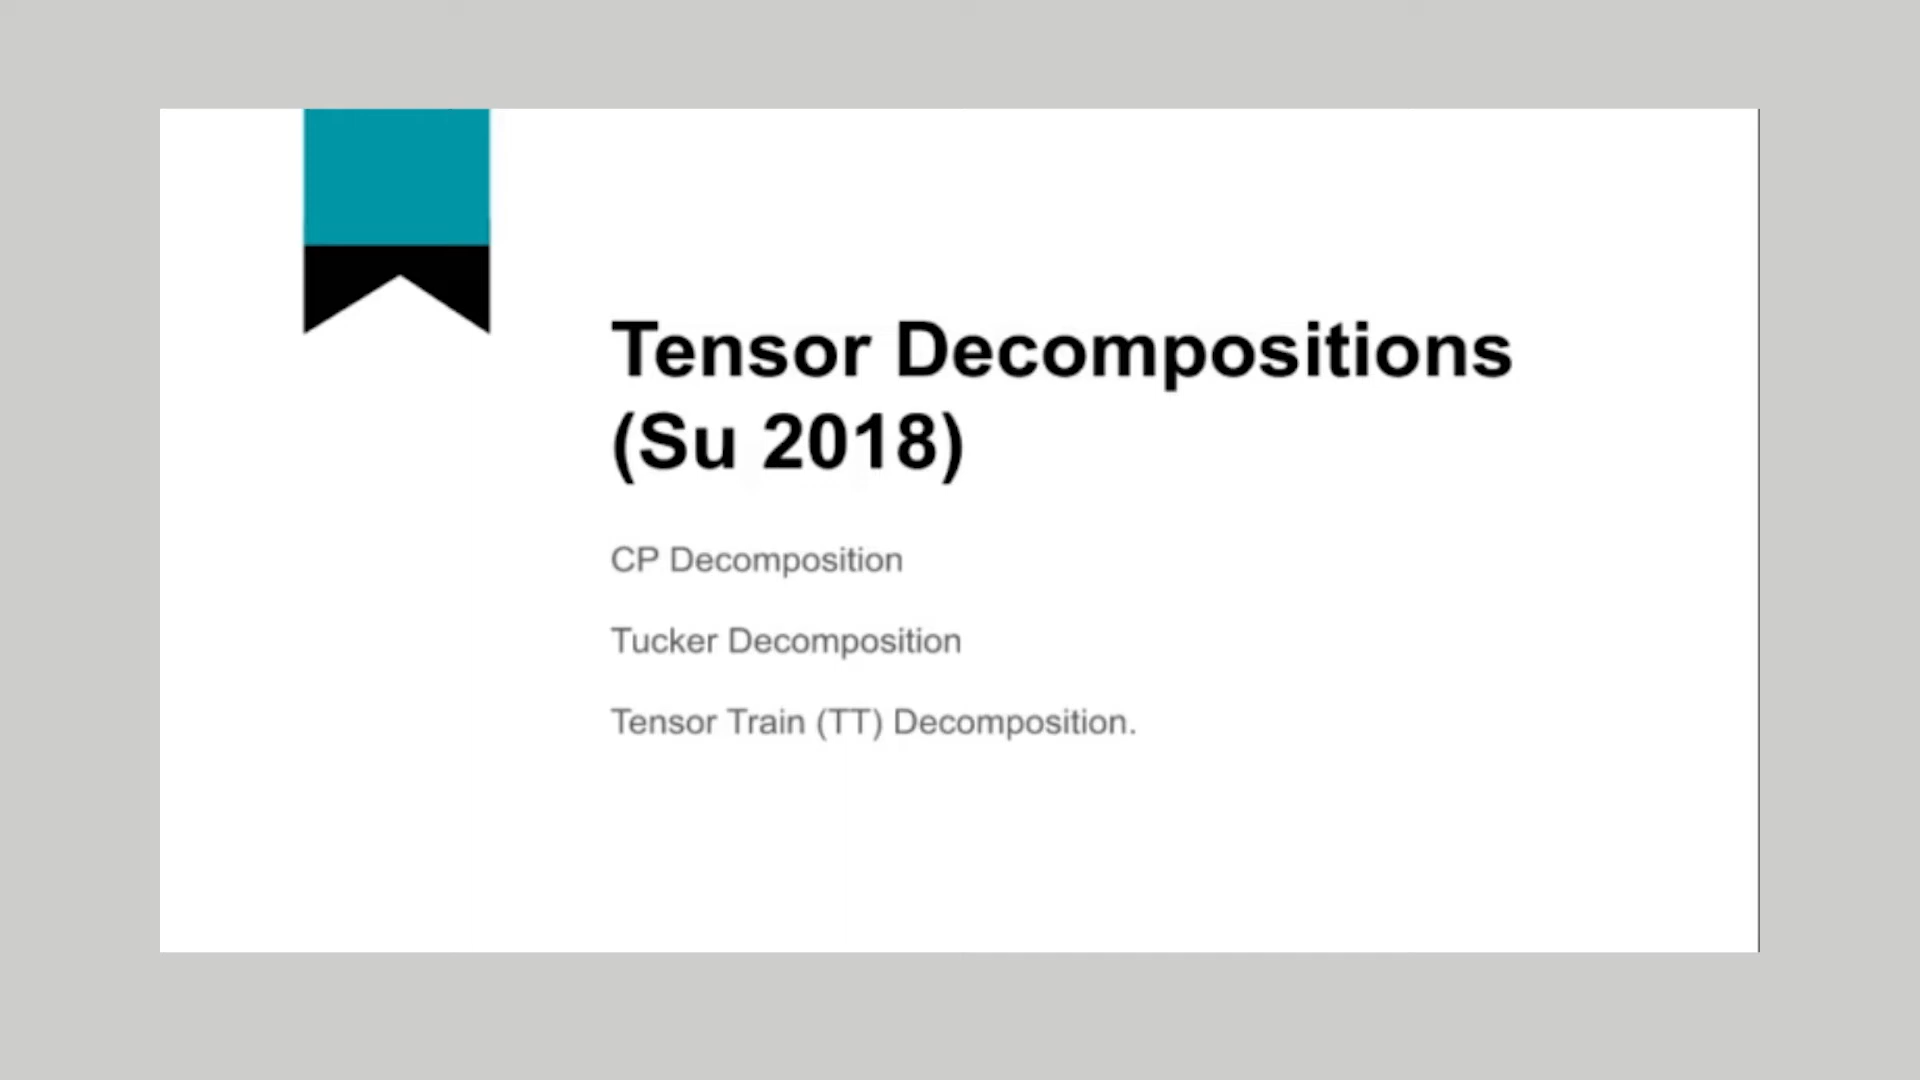 Tensor Decompositions
(Su 2018)
CP Decomposition
Tucker Decomposition
Tensor Train (TT) Decomposition.